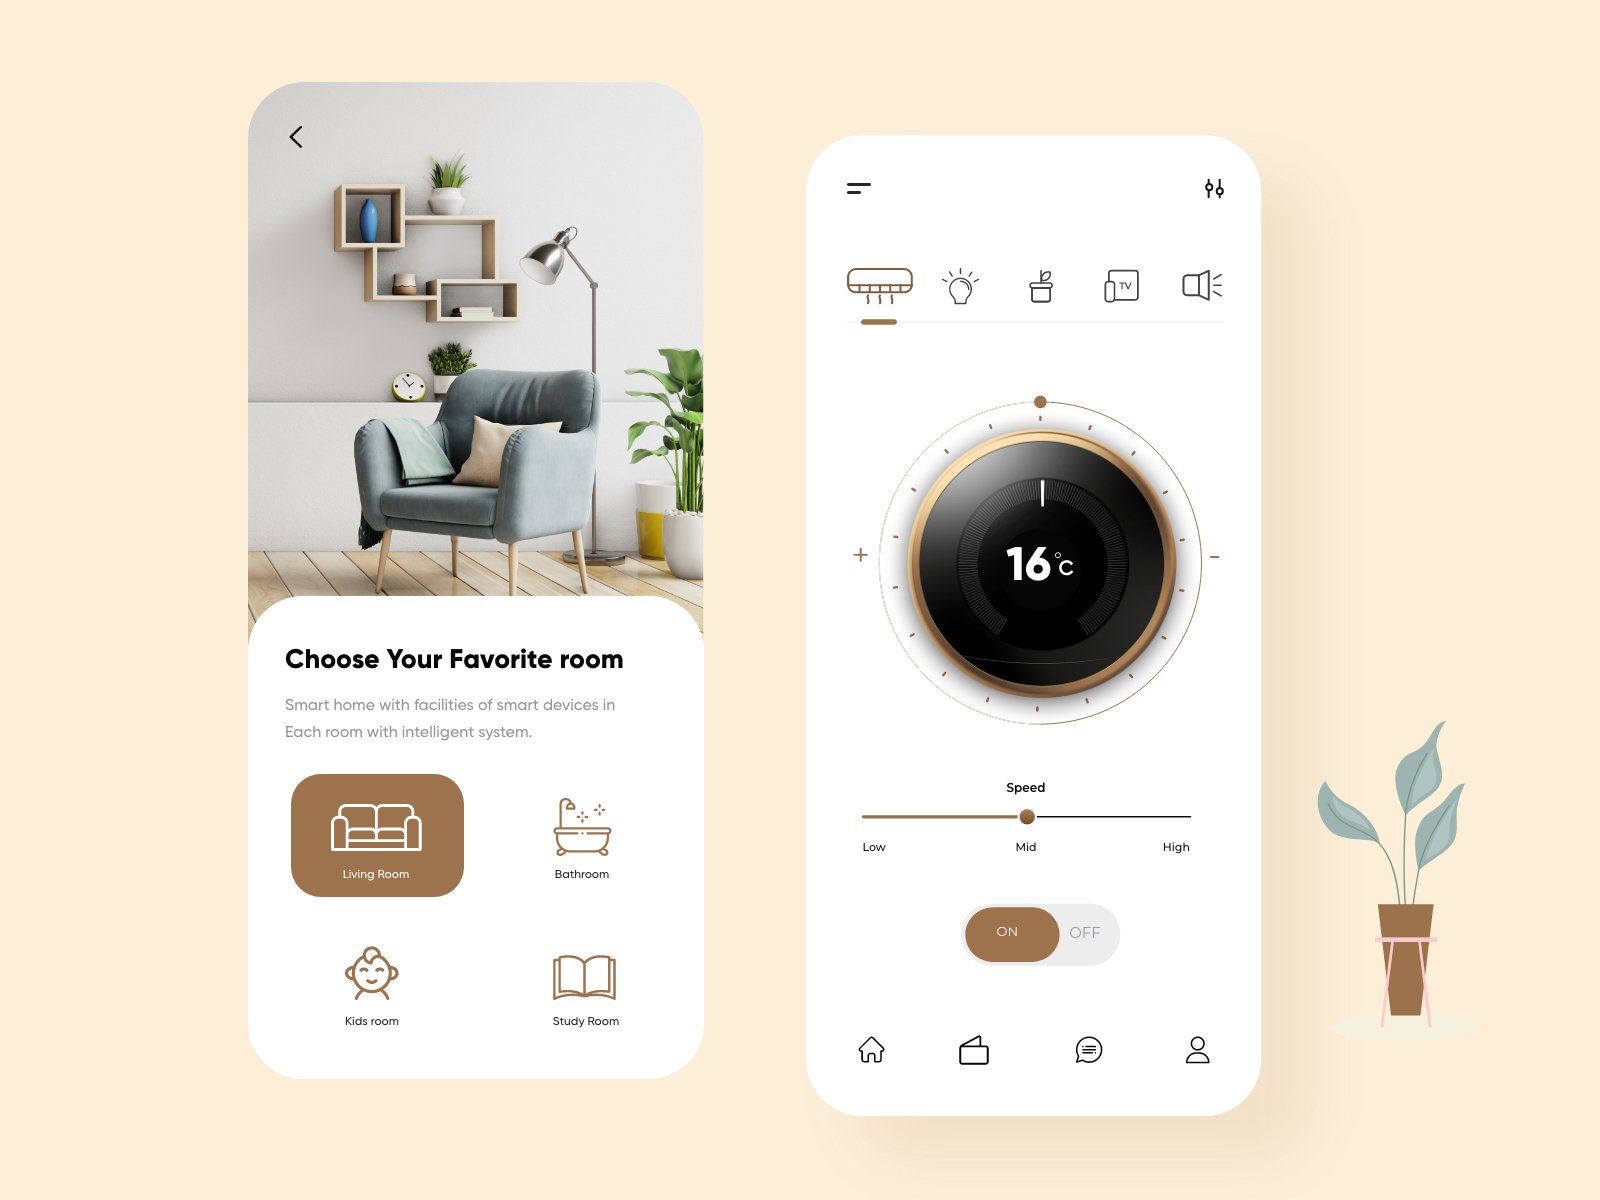 Choose Your Favorite room
Smart home with facilities of smart devices in
Each room with intelligent system.
Living Room
Bathroom
Kids room
Study Room
TV
+
-
16°C
Speed
Low
Mid
High
ON
OFF